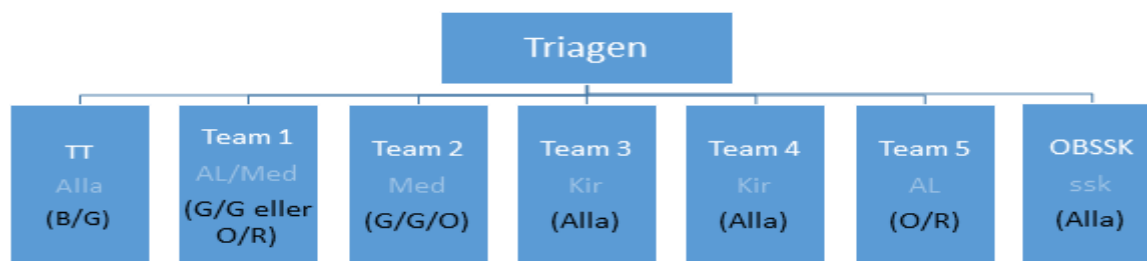 Triagen
TT
Alla
(B/G)
Team 1
AL/Med
(G/G eller
O/R)
Team 2
Med
(G/G/O)
Team 3
Kir
(Alla)
Team 4
Kir
(Alla)
Team 5
AL
(O/R)
OBSSK
ssk
(Alla)